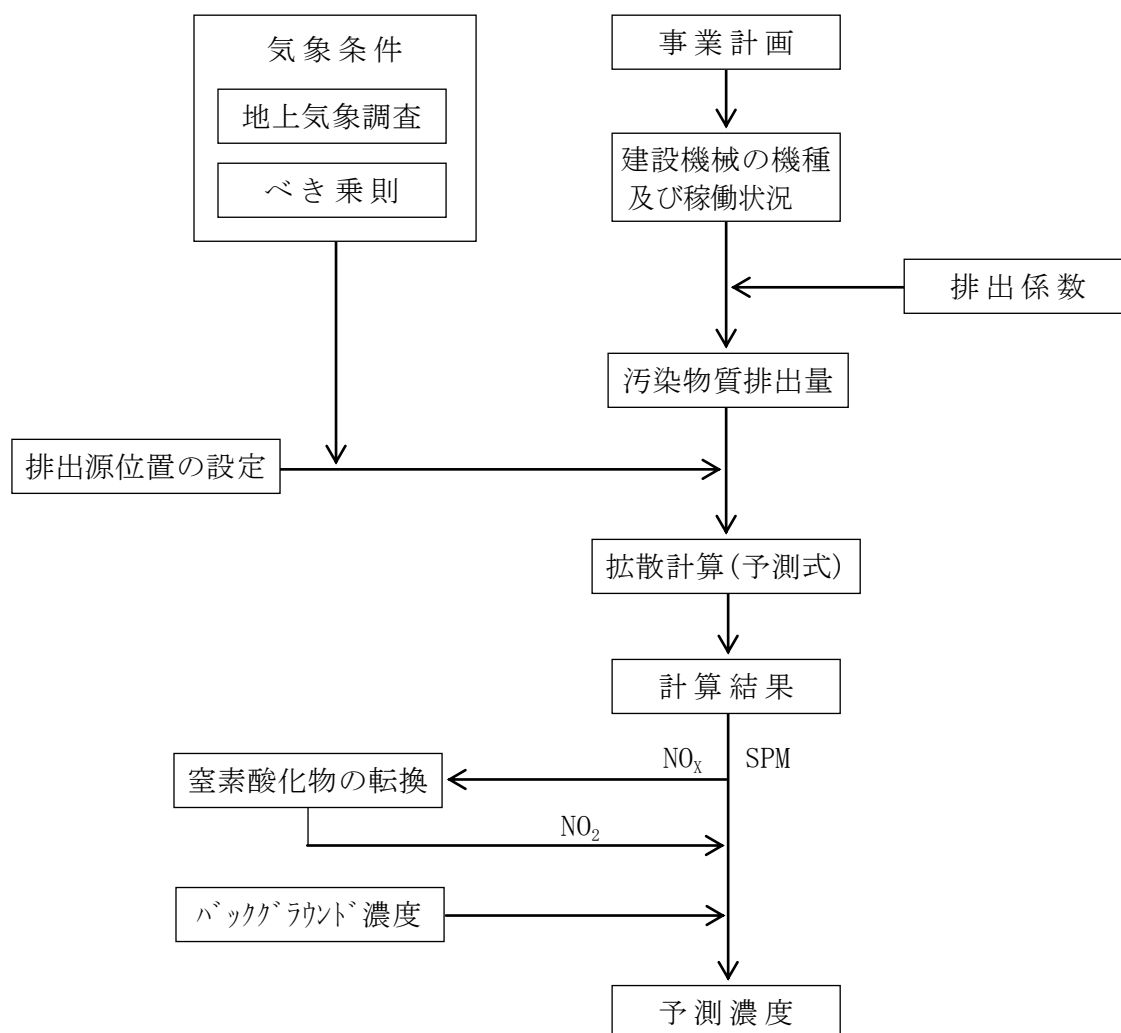 気象条件
地上気象調査
べき乗則
事業計画
建設機械の機種
及び稼働状況
排出係数
汚染物質排出量
排出源位置の設定
拡散計算(予測式)
計算結果
NOX SPM
窒素酸化物の転換
NO2
ﾊﾞｯｸｸﾞﾗｳﾝﾄﾞ濃度
予測濃度